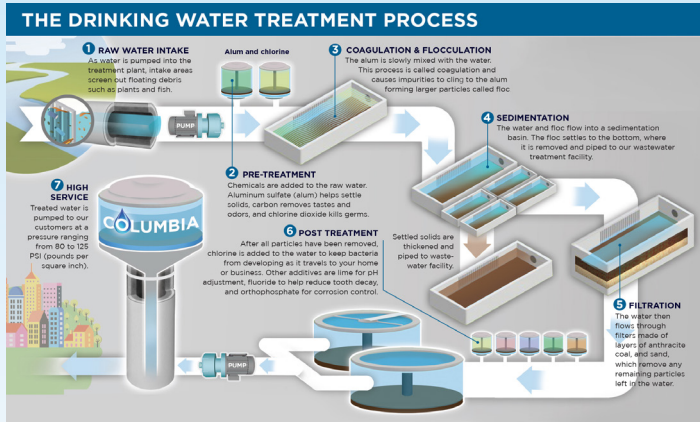 THE DRINKING WATER TREATMENT PROCESS
1 RAW WATER INTAKE
As water is pumped into the
treatment plant, intake areas
screen out floating debris
such as plants and fish.
Alum and chlorine
PUMP
3 COAGULATION & FLOCCULATION
The alum is slowly mixed with the water.
This process is called coagulation and
causes impurities to cling to the alum
forming larger particles called floc
4 SEDIMENTATION
The water and floc flow into a sedimentation
basin. The floc settles to the bottom, where
it is removed and piped to our wastewater
treatment facility.
2 PRE-TREATMENT
Chemicals are added to the raw water.
Aluminum sulfate (alum) helps settle
solids, carbon removes tastes and
odors, and chlorine dioxide kills germs.
7 HIGH
SERVICE
Treated water is
pumped to our
customers at a
pressure ranging
from 80 to 125
PSI (pounds per
square inch).
COLUMBIA
6 POST TREATMENT
After all particles have been removed,
chlorine is added to the water to keep bacteria
from developing as it travels to your home
or business. Other additives are lime for pH
adjustment, fluoride to help reduce tooth decay,
and orthophosphate for corrosion control.
Settled solids are
thickened and
piped to waste-
water facility.
5 FILTRATION
The water then
flows through
filters made of
layers of anthracite
coal, and sand,
which remove any
remaining particles
left in the water.
PUMP